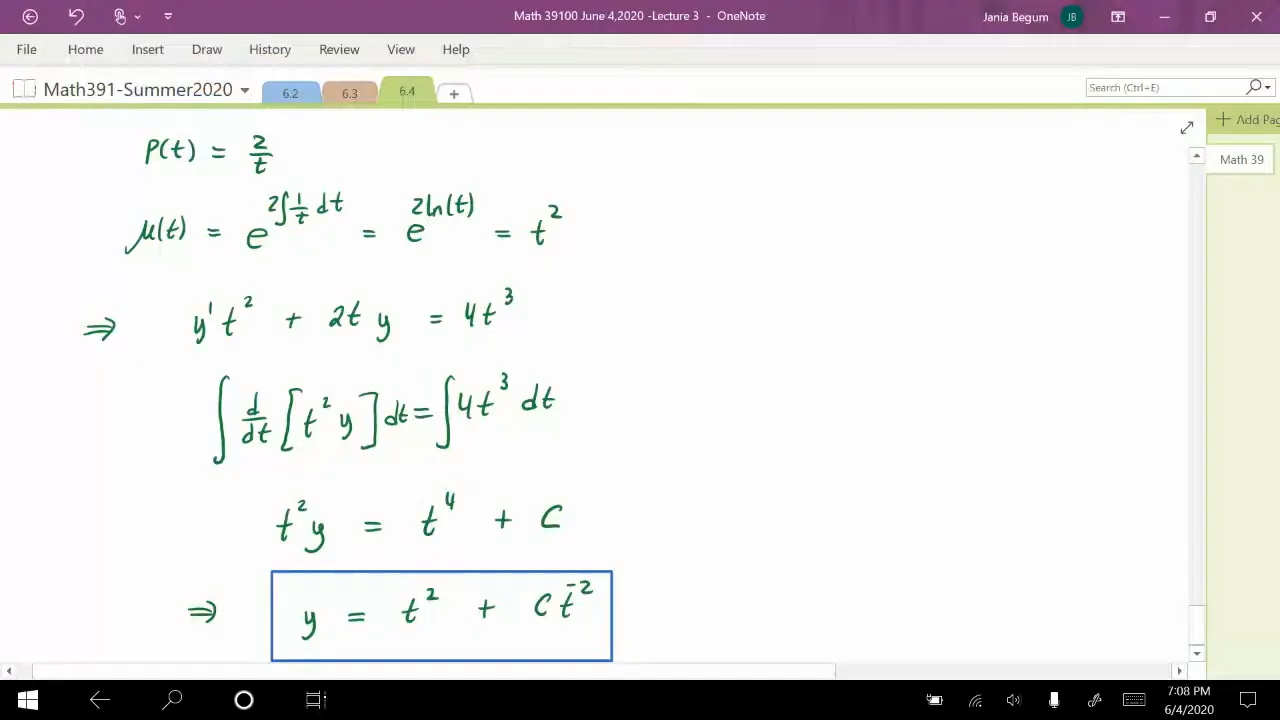 Math 39100 June 4,2020 -Lecture 3 - OneNote
Jania Begum JB
File Home Insert Draw History Review View Help
Math391-Summer2020 6.2 6.3 6.4 +
Search (Ctrl+E)
+ Add Pag
Math 39
P(t) = 2/t
μ(t) = e^{2∫ 1/t dt} = e^{2ln(t)} = t^2
⇒ y' t^2 + 2t y = 4t^3
∫ d/dt [t^2 y] dt = ∫ 4t^3 dt
t^2 y = t^4 + C
⇒ y = t^2 + C t^{-2}
7:08 PM
6/4/2020